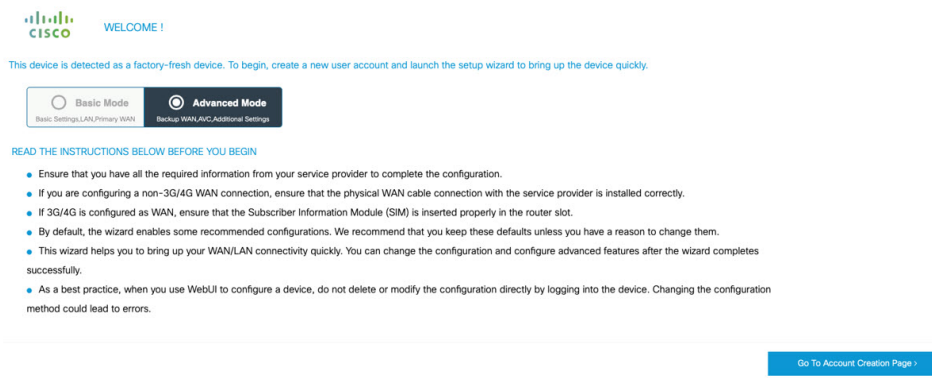 CISCO
WELCOME !
This device is detected as a factory-fresh device. To begin, create a new user account and launch the setup wizard to bring up the device quickly.
Basic Mode
Basic Settings,LAN,Primary WAN
Advanced Mode
Backup WAN,AVC,Additional Settings
READ THE INSTRUCTIONS BELOW BEFORE YOU BEGIN
• Ensure that you have all the required information from your service provider to complete the configuration.
• If you are configuring a non-3G/4G WAN connection, ensure that the physical WAN cable connection with the service provider is installed correctly.
• If 3G/4G is configured as WAN, ensure that the Subscriber Information Module (SIM) is inserted properly in the router slot.
• By default, the wizard enables some recommended configurations. We recommend that you keep these defaults unless you have a reason to change them.
• This wizard helps you to bring up your WAN/LAN connectivity quickly. You can change the configuration and configure advanced features after the wizard completes
successfully.
• As a best practice, when you use WebUI to configure a device, do not delete or modify the configuration directly by logging into the device. Changing the configuration
method could lead to errors.
Go To Account Creation Page >